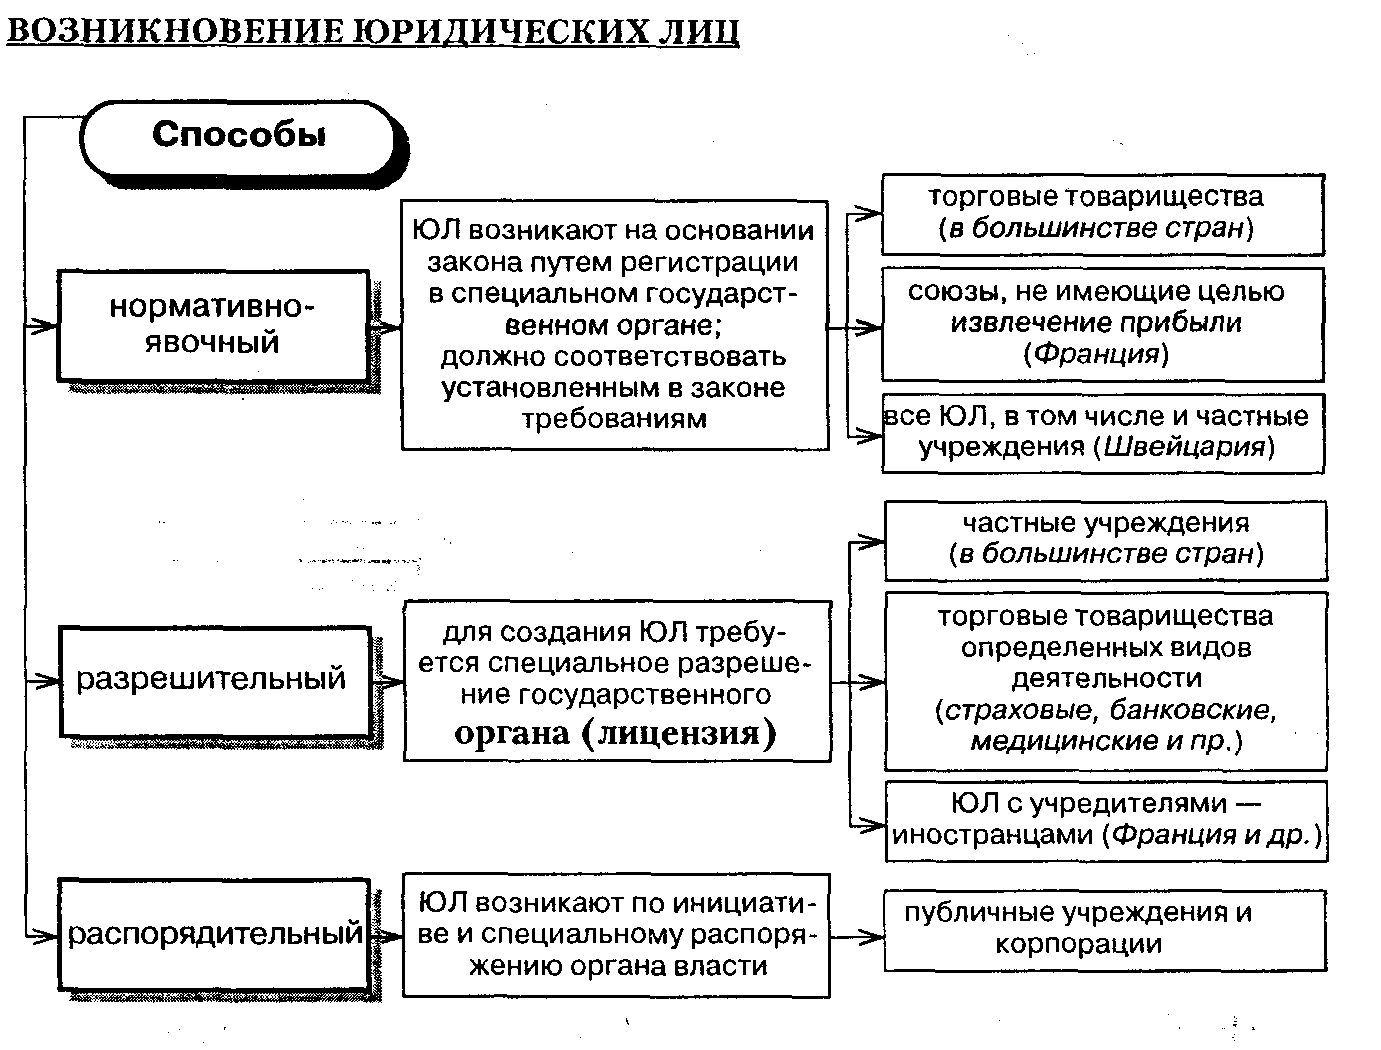 ВОЗНИКНОВЕНИЕ ЮРИДИЧЕСКИХ ЛИЦ
Способы
нормативно-
явочный
ЮЛ возникают на основании
закона путем регистрации
в специальном государст-
венном органе;
должно соответствовать
установленным в законе
требованиям
торговые товарищества
(в большинстве стран)
союзы, не имеющие целью
извлечение прибыли
(Франция)
все ЮЛ, в том числе и частные
учреждения (Швейцария)
разрешительный
для создания ЮЛ требу-
ется специальное разреше-
ние государственного
органа (лицензия)
частные учреждения
(в большинстве стран)
торговые товарищества
определенных видов
деятельности
(страховые, банковские,
медицинские и пр.)
ЮЛ с учредителями —
иностранцами (Франция и др.)
распорядительный
ЮЛ возникают по инициати-
ве и специальному распоря-
жению органа власти
публичные учреждения и
корпорации